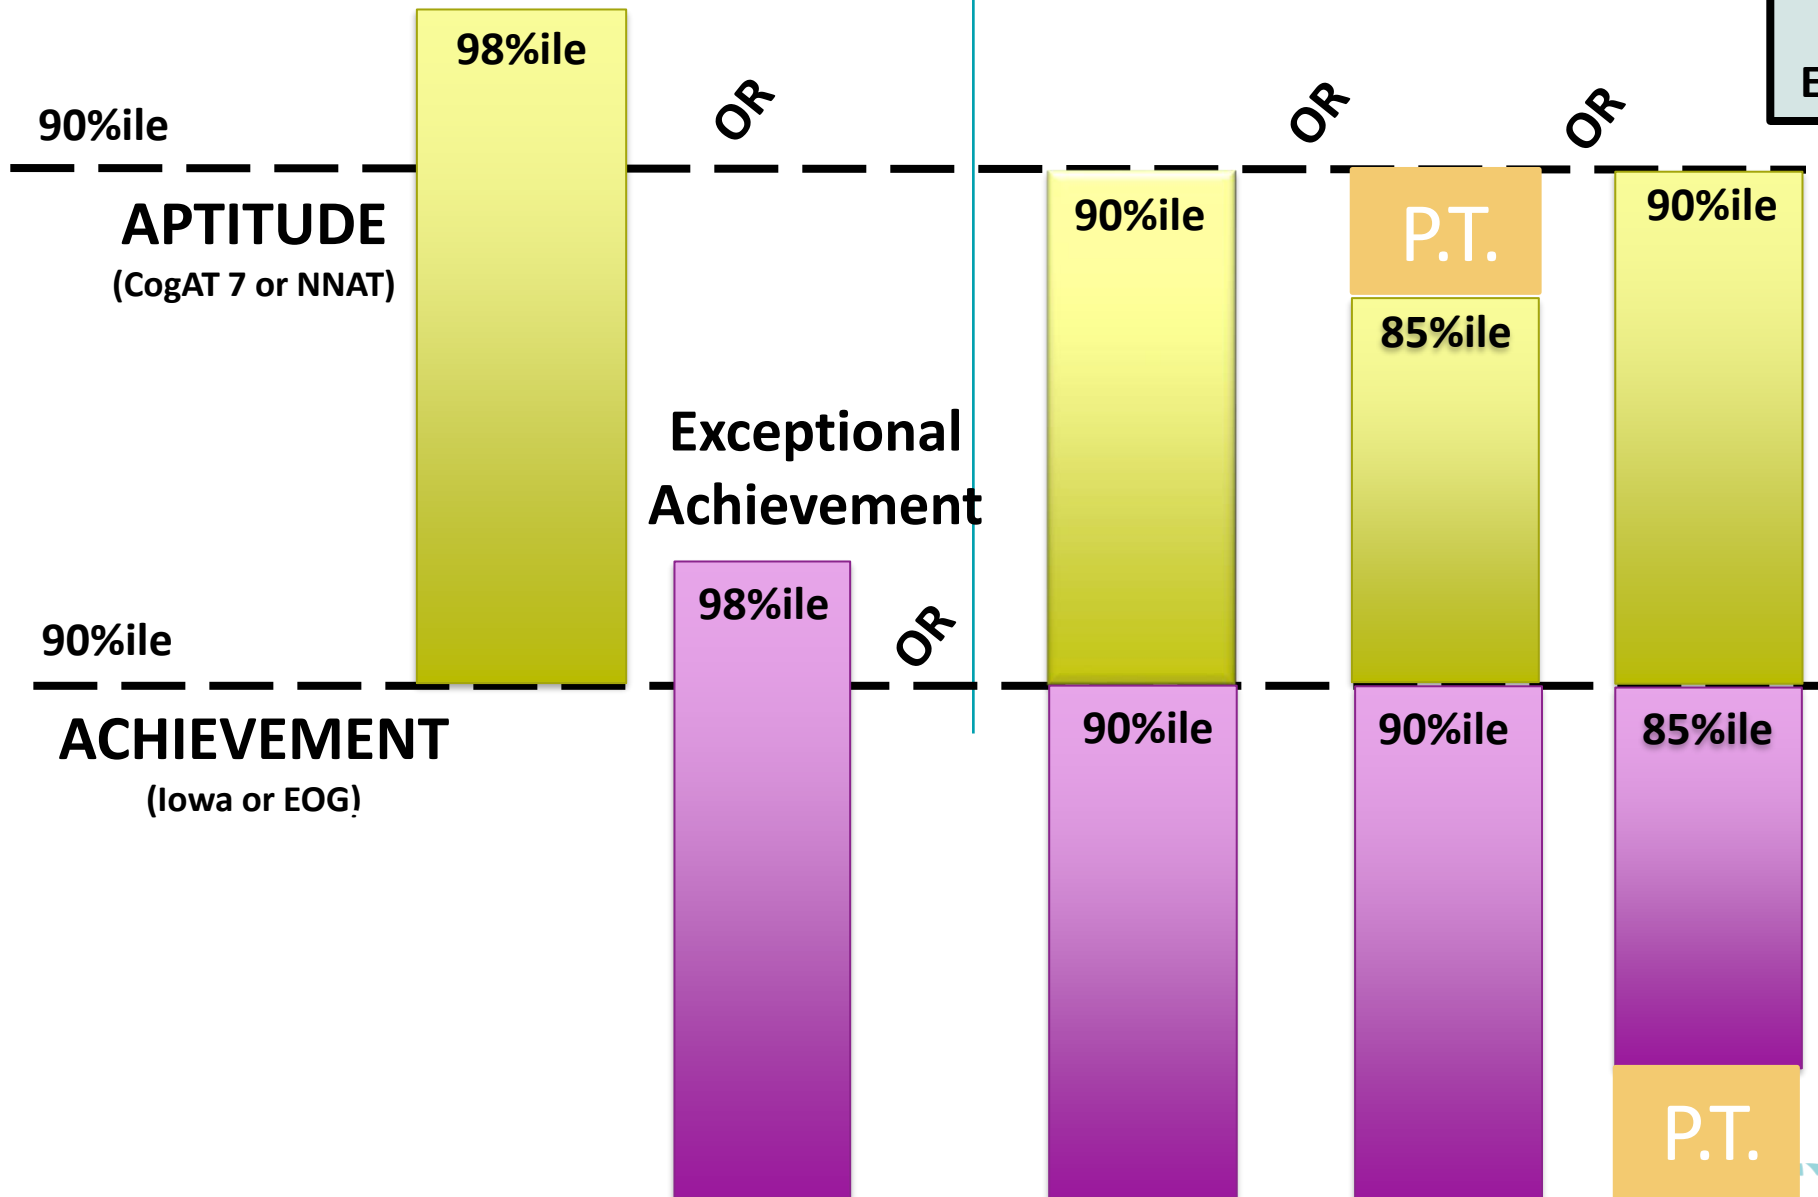 98%ile
90%ile
OR
OR
OR
E
APTITUDE
(CogAT 7 or NNAT)
90%ile
P.T.
90%ile
85%ile
Exceptional
Achievement
98%ile
OR
90%ile
ACHIEVEMENT
(Iowa or EOG)
90%ile
90%ile
85%ile
P.T.